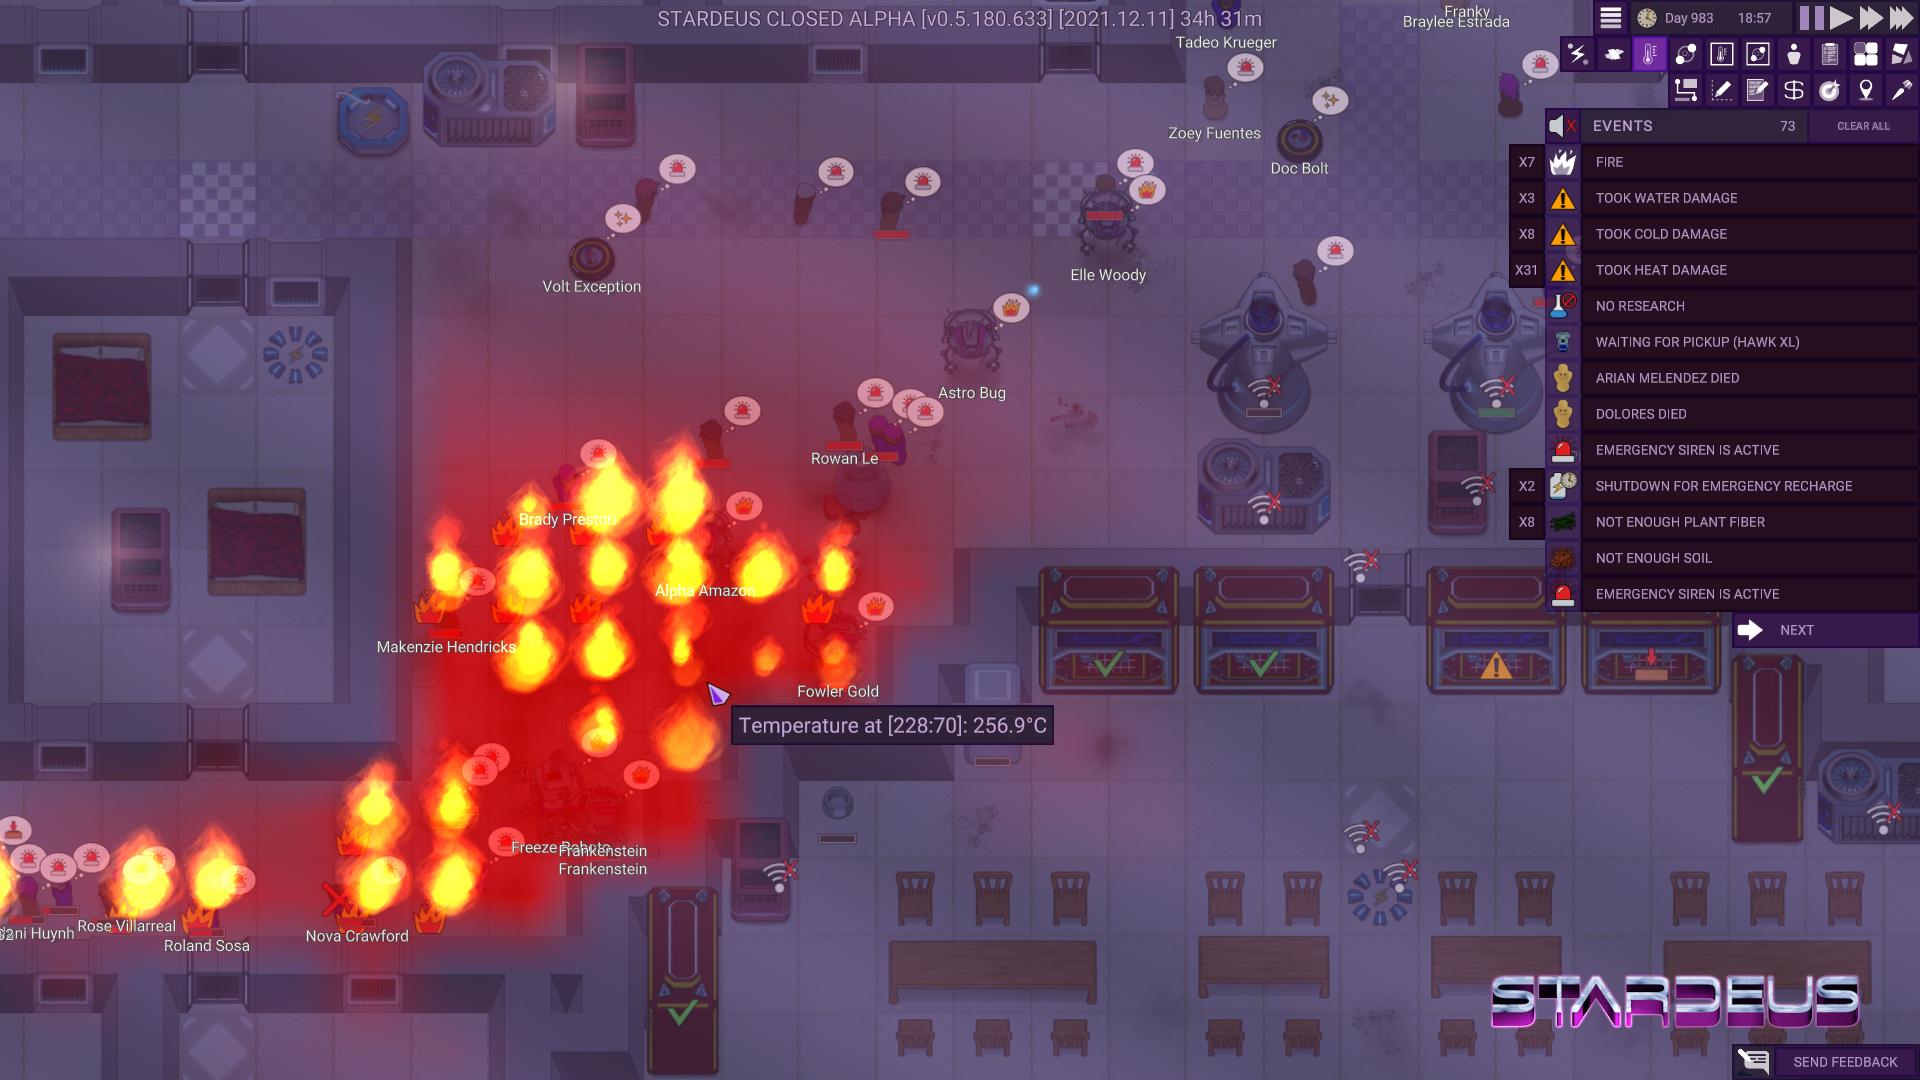 STARDEUS CLOSED ALPHA [v0.5.180.633] [2021.12.11] 34h 31m
Franky
Braylee Estrada
Tadeo Krueger
Day 983
18:57
EVENTS
73
CLEAR ALL
X7 FIRE
X3 TOOK WATER DAMAGE
X8 TOOK COLD DAMAGE
X31 TOOK HEAT DAMAGE
NO RESEARCH
WAITING FOR PICKUP (HAWK XL)
ARIAN MELENDEZ DIED
DOLORES DIED
EMERGENCY SIREN IS ACTIVE
X2 SHUTDOWN FOR EMERGENCY RECHARGE
X8 NOT ENOUGH PLANT FIBER
NOT ENOUGH SOIL
EMERGENCY SIREN IS ACTIVE
NEXT
Zoey Fuentes
Doc Bolt
Volt Exception
Elle Woody
Astro Bug
Rowan Le
Brady Preston
Alpha Amazon
Makenzie Hendricks
Fowler Gold
Temperature at [228:70]: 256.9°C
Freeze
Frankenstein
Frankenstein
Huynh
Rose Villarreal
Roland Sosa
Nova Crawford
STARDEUS
SEND FEEDBACK